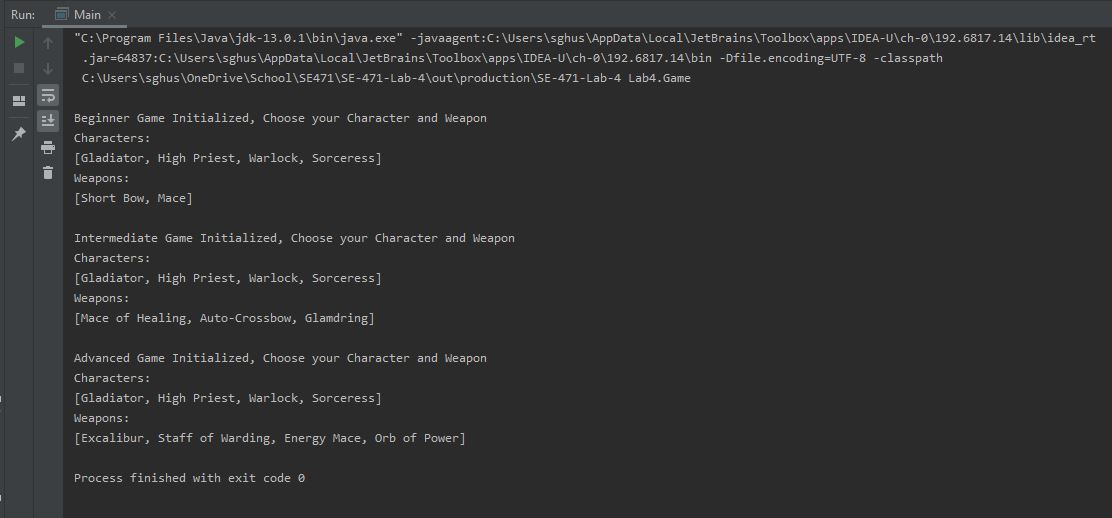 Run: Main ×
"C:\Program Files\Java\jdk-13.0.1\bin\java.exe" -javaagent:C:\Users\sghus\AppData\Local\JetBrains\Toolbox\apps\IDEA-U\ch-0\192.6817.14\lib\idea_rt
.jar=64837:C:\Users\sghus\AppData\Local\JetBrains\Toolbox\apps\IDEA-U\ch-0\192.6817.14\bin -Dfile.encoding=UTF-8 -classpath
C:\Users\sghus\OneDrive\School\SE471\SE-471-Lab-4\out\production\SE-471-Lab-4 Lab4.Game
Beginner Game Initialized, Choose your Character and Weapon
Characters:
[Gladiator, High Priest, Warlock, Sorceress]
Weapons:
[Short Bow, Mace]
Intermediate Game Initialized, Choose your Character and Weapon
Characters:
[Gladiator, High Priest, Warlock, Sorceress]
Weapons:
[Mace of Healing, Auto-Crossbow, Glamdring]
Advanced Game Initialized, Choose your Character and Weapon
Characters:
[Gladiator, High Priest, Warlock, Sorceress]
Weapons:
[Excalibur, Staff of Warding, Energy Mace, Orb of Power]
Process finished with exit code 0